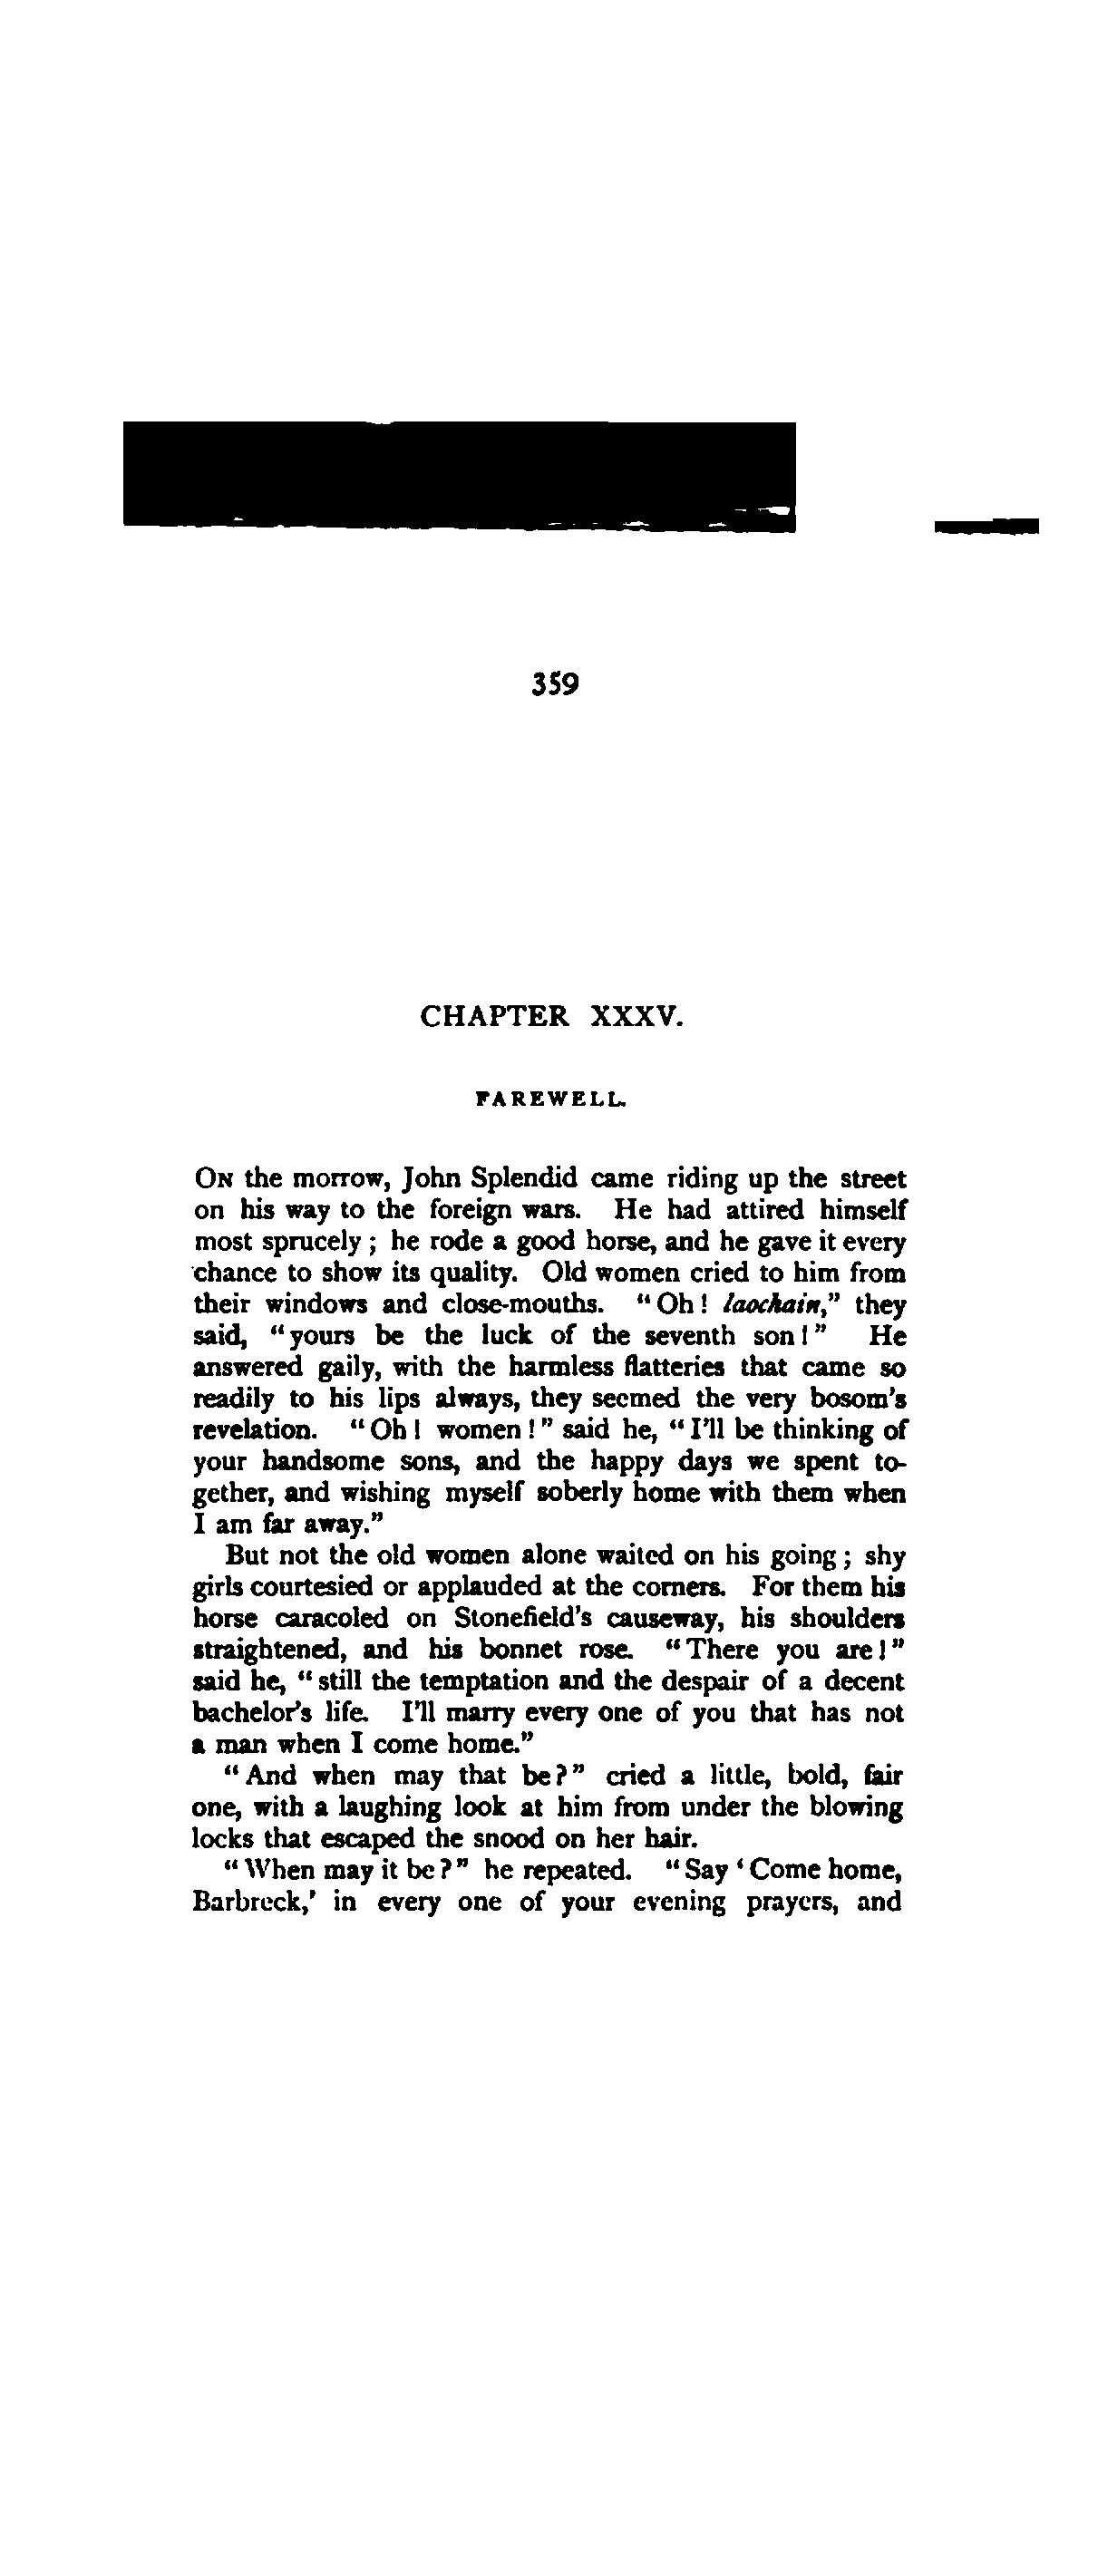 359
CHAPTER XXXV.
FAREWELL.
ON the morrow, John Splendid came riding up the street
on his way to the foreign wars. He had attired himself
most sprucely ; he rode a good horse, and he gave it every
chance to show its quality. Old women cried to him from
their windows and close-mouths. “ Oh ! laochain,” they
said, “ yours be the luck of the seventh son ! ” He
answered gaily, with the harmless flatteries that came so
readily to his lips always, they seemed the very bosom's
revelation. “ Oh ! women ! ” said he, “ I'll be thinking of
your handsome sons, and the happy days we spent to-
gether, and wishing myself soberly home with them when
I am far away.”
But not the old women alone waited on his going ; shy
girls courtesied or applauded at the corners. For them his
horse caracoled on Stonefield's causeway, his shoulders
straightened, and his bonnet rose. “ There you are ! ”
said he, “ still the temptation and the despair of a decent
bachelor's life. I'll marry every one of you that has not
a man when I come home.”
“ And when may that be ? ” cried a little, bold, fair
one, with a laughing look at him from under the blowing
locks that escaped the snood on her hair.
“ When may it be ? ” he repeated. “ Say ‘ Come home,
Barbreck,’ in every one of your evening prayers, and